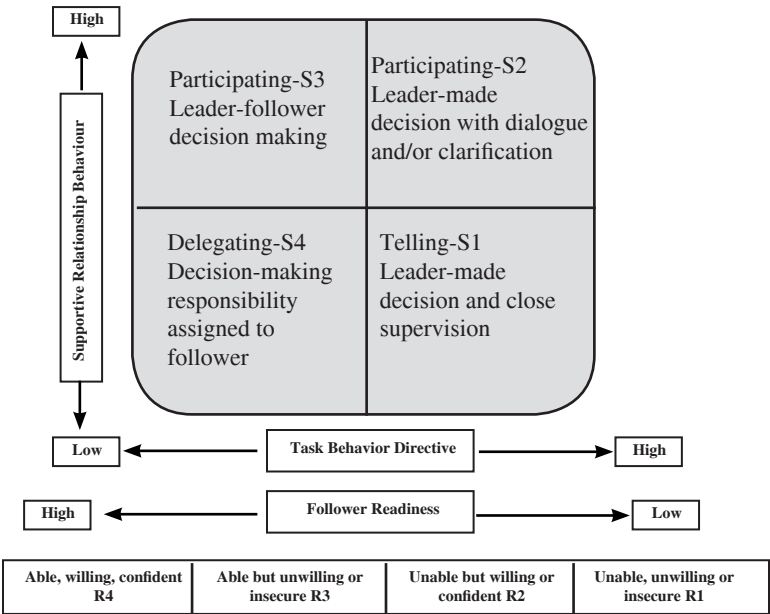 High
Supportive Relationship Behaviour
Participating-S3
Leader-follower
decision making
Participating-S2
Leader-made
decision with dialogue
and/or clarification
Delegating-S4
Decision-making
responsibility
assigned to
follower
Telling-S1
Leader-made
decision and close
supervision
Low
Task Behavior Directive
High
High
Follower Readiness
Low
Able, willing, confident
R4
Able but unwilling or
insecure R3
Unable but willing or
confident R2
Unable, unwilling or
insecure R1